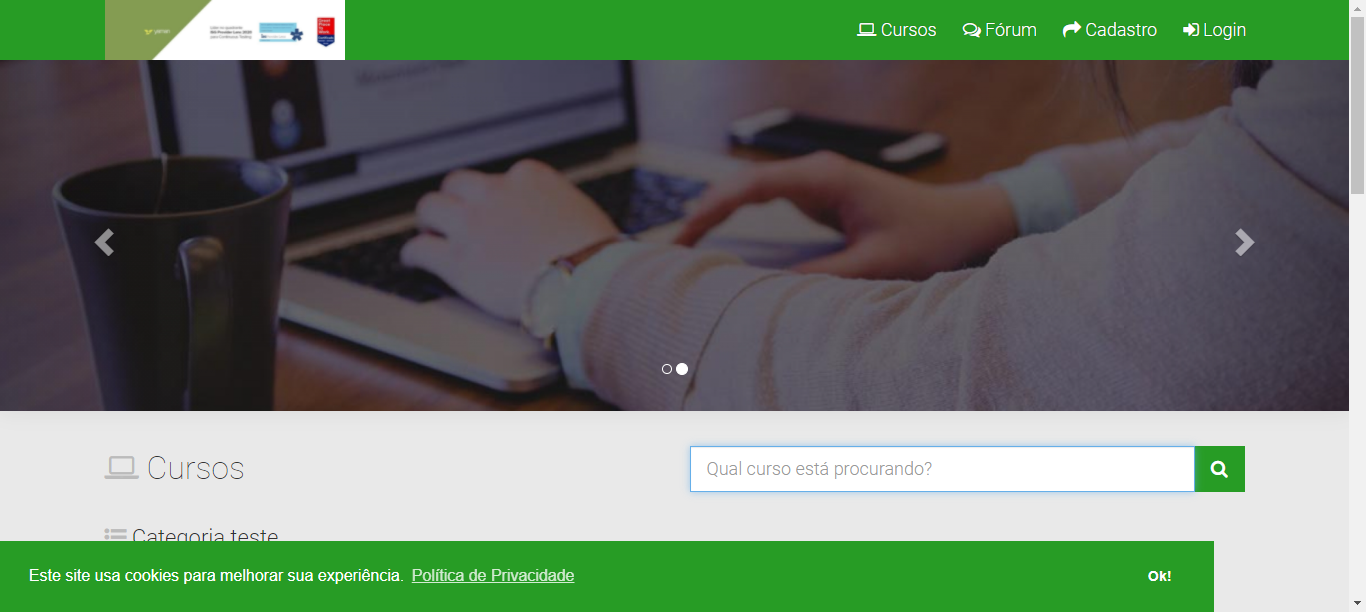 Cursos
Fórum
Cadastro
Login
Cursos
Qual curso está procurando?
Categoria teste
Este site usa cookies para melhorar sua experiência. Política de Privacidade
Ok!